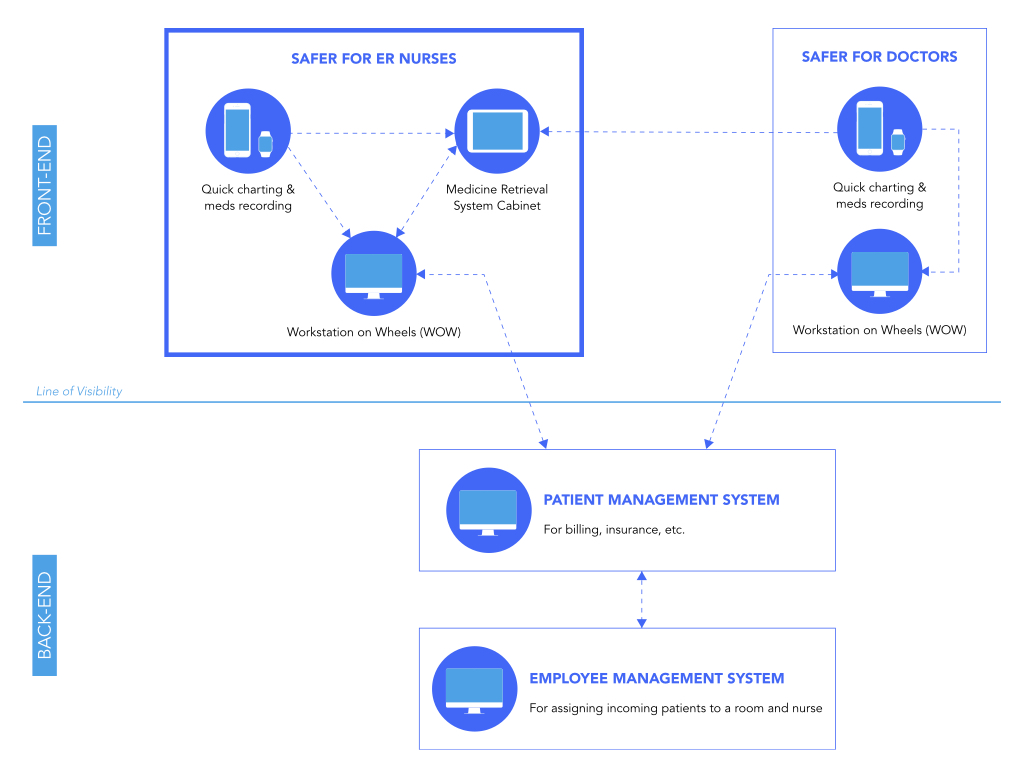 SAFER FOR ER NURSES
SAFER FOR DOCTORS
FRONT-END
Quick charting &
meds recording
Medicine Retrieval
System Cabinet
Workstation on Wheels (WOW)
Quick charting &
meds recording
Workstation on Wheels (WOW)
Line of Visibility
BACK-END
PATIENT MANAGEMENT SYSTEM
For billing, insurance, etc.
EMPLOYEE MANAGEMENT SYSTEM
For assigning incoming patients to a room and nurse